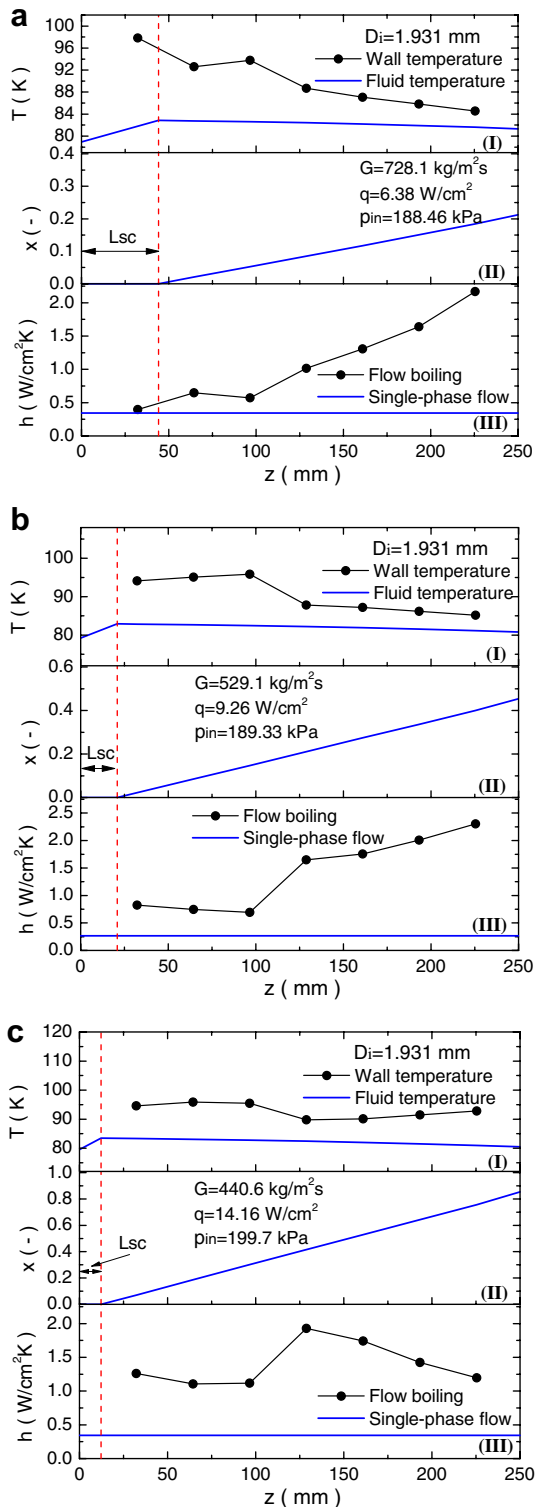 a
Di=1.931 mm
Wall temperature
Fluid temperature
T ( K )
100
96
92
88
84
80
(I)
G=728.1 kg/m²s
q=6.38 W/cm²
pin=188.46 kPa
x ( - )
0.4
0.3
0.2
0.1
0.0
Lsc
(II)
h ( W/cm²K )
2.0
1.5
1.0
0.5
0.0
Flow boiling
Single-phase flow
(III)
0 50 100 150 200 250
z ( mm )
b
Di=1.931 mm
Wall temperature
Fluid temperature
T ( K )
100
90
80
(I)
G=529.1 kg/m²s
q=9.26 W/cm²
pin=189.33 kPa
x ( - )
0.6
0.4
0.2
0.0
Lsc
(II)
Flow boiling
Single-phase flow
h ( W/cm²K )
2.5
2.0
1.5
1.0
0.5
0.0
(III)
0 50 100 150 200 250
z ( mm )
c
Di=1.931 mm
Wall temperature
Fluid temperature
T ( K )
120
110
100
90
80
(I)
G=440.6 kg/m²s
q=14.16 W/cm²
pin=199.7 kPa
x ( - )
1.0
0.8
0.6
0.4
0.2
0.0
Lsc
(II)
h ( W/cm²K )
2.0
1.5
1.0
0.5
0.0
Flow boiling
Single-phase flow
(III)
0 50 100 150 200 250
z ( mm )